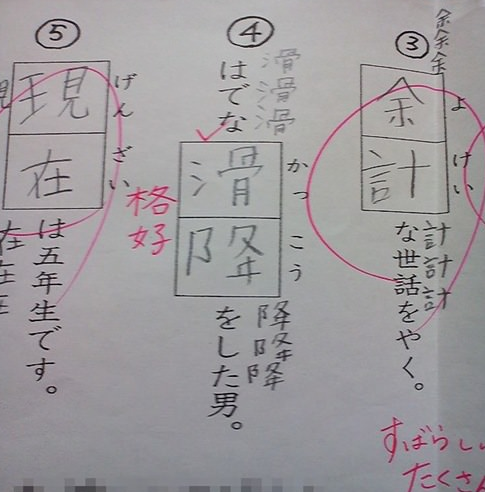 ③
余計な世話をやく。
よけい
余余余
計計計
④
はでな滑降をした男。
かっこう
滑滑滑
降降降
格好
⑤
現在は五年生です。
げんざい
在在在
すばらしい
たくさん